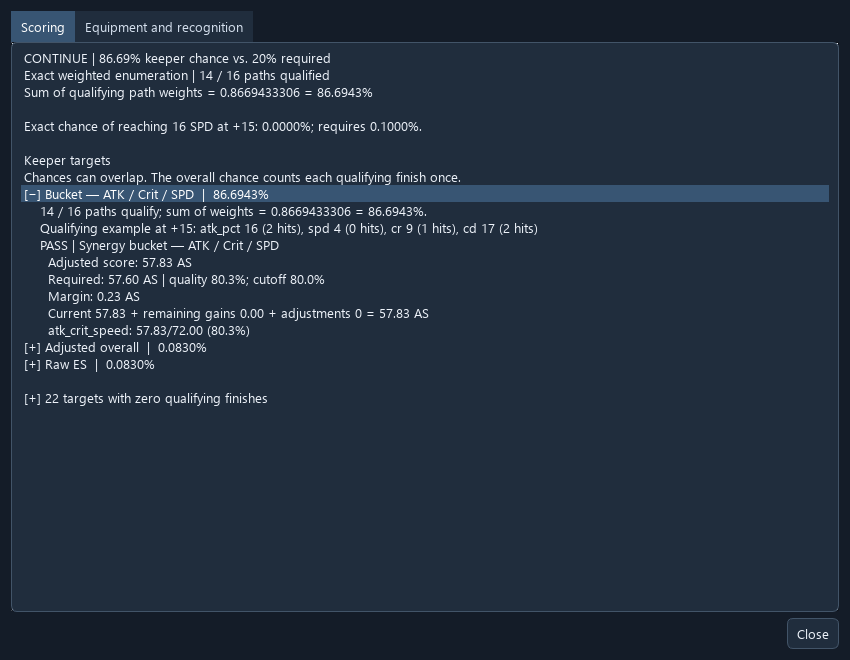 Scoring
Equipment and recognition
CONTINUE | 86.69% keeper chance vs. 20% required
Exact weighted enumeration | 14 / 16 paths qualified
Sum of qualifying path weights = 0.8669433306 = 86.6943%
Exact chance of reaching 16 SPD at +15: 0.0000%; requires 0.1000%.
Keeper targets
Chances can overlap. The overall chance counts each qualifying finish once.
[−] Bucket — ATK / Crit / SPD | 86.6943%
14 / 16 paths qualify; sum of weights = 0.8669433306 = 86.6943%.
Qualifying example at +15: atk_pct 16 (2 hits), spd 4 (0 hits), cr 9 (1 hits), cd 17 (2 hits)
PASS | Synergy bucket — ATK / Crit / SPD
Adjusted score: 57.83 AS
Required: 57.60 AS | quality 80.3%; cutoff 80.0%
Margin: 0.23 AS
Current 57.83 + remaining gains 0.00 + adjustments 0 = 57.83 AS
atk_crit_speed: 57.83/72.00 (80.3%)
[+] Adjusted overall | 0.0830%
[+] Raw ES | 0.0830%
[+] 22 targets with zero qualifying finishes
Close